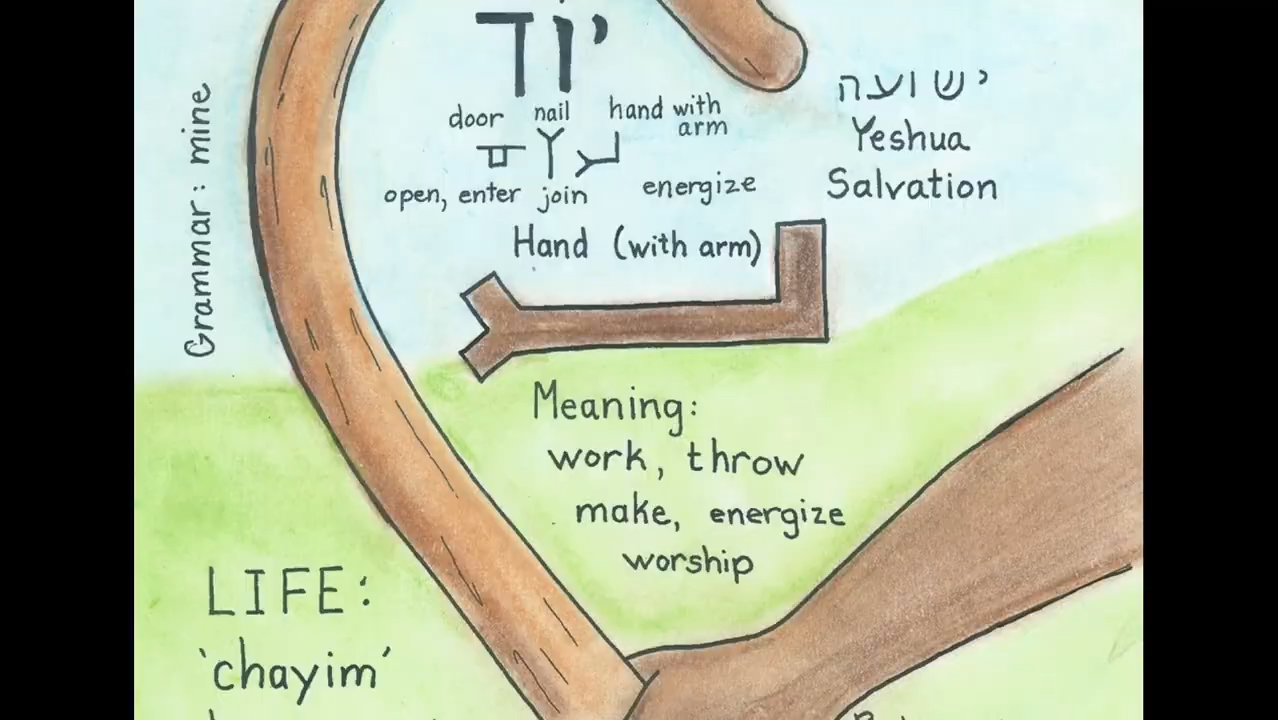 יוד
door nail hand with arm
open, enter join energize
Hand (with arm)
ישועה
Yeshua
Salvation
Grammar: mine
Meaning:
work, throw
make, energize
worship
LIFE:
'chayim'